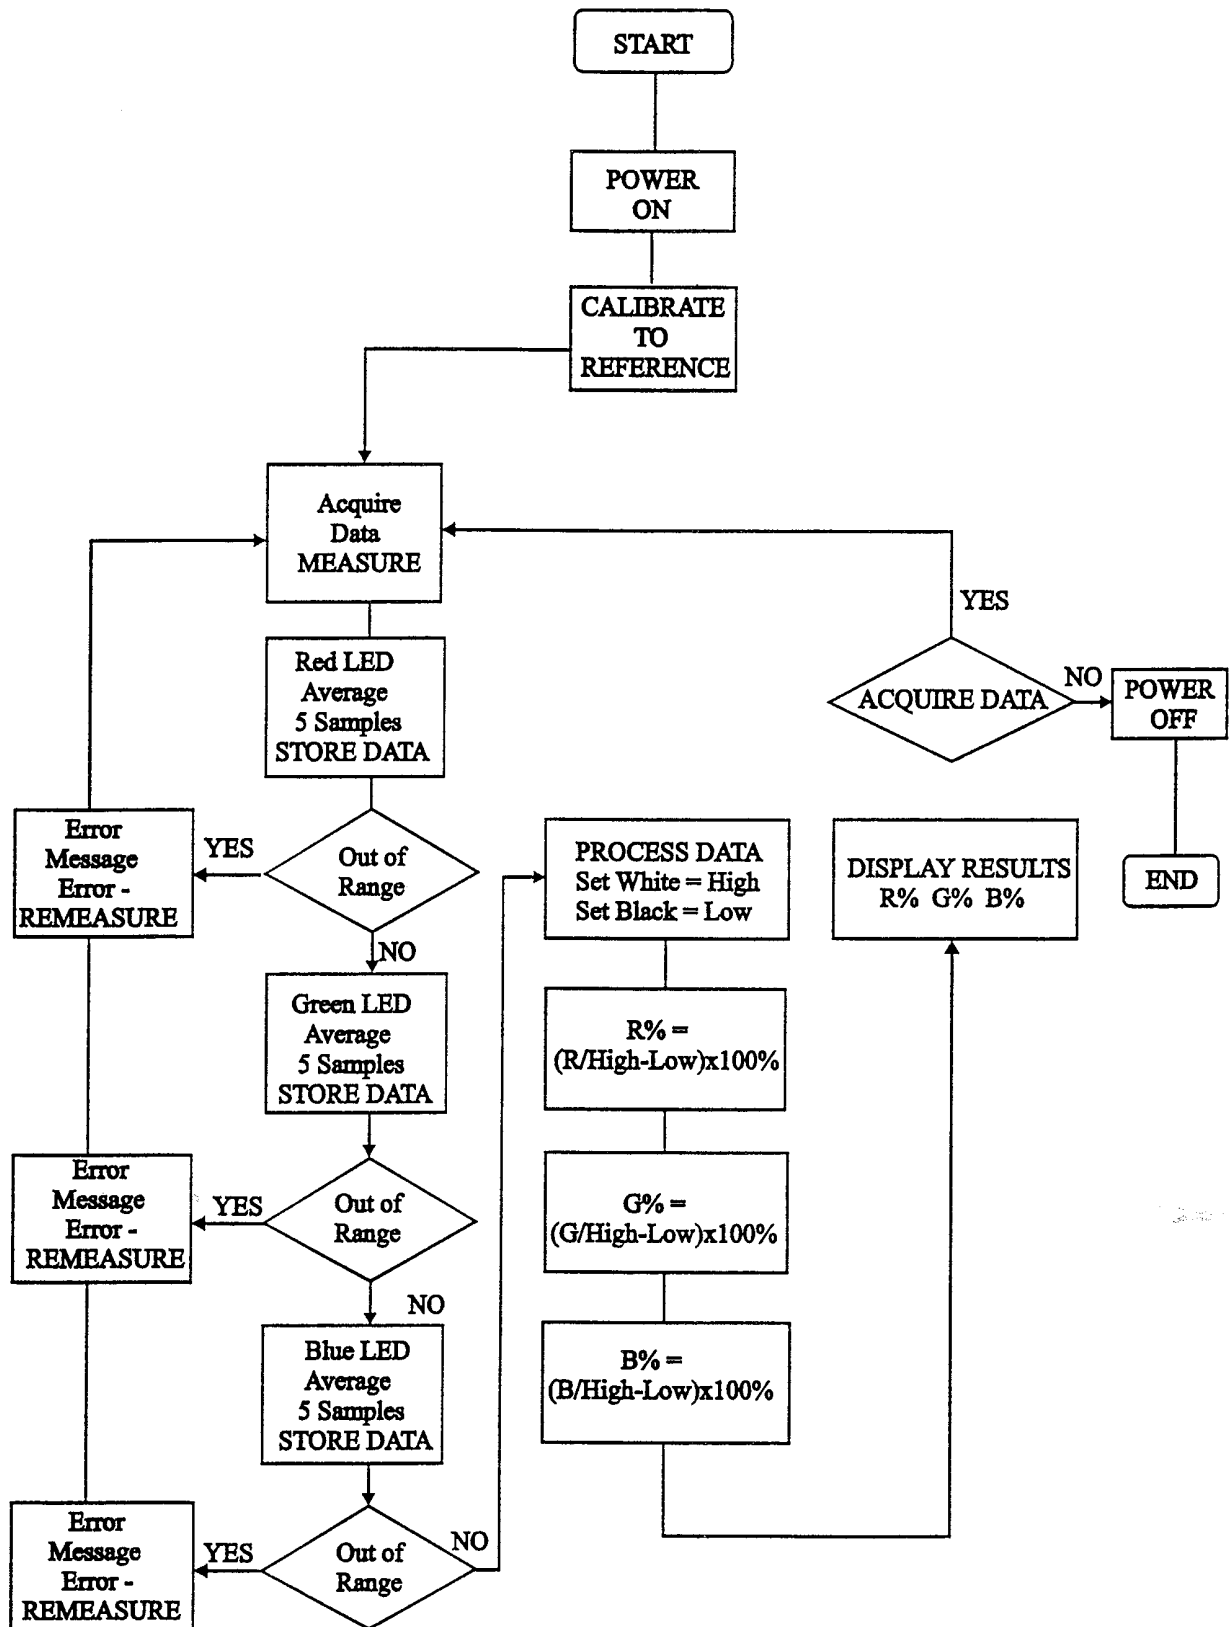 START
POWER
ON
CALIBRATE
TO
REFERENCE
Acquire
Data
MEASURE
YES
Red LED
Average
5 Samples
STORE DATA
ACQUIRE DATA
NO
POWER
OFF
END
Error
Message
Error -
REMEASURE
YES
Out of
Range
NO
PROCESS DATA
Set White = High
Set Black = Low
DISPLAY RESULTS
R% G% B%
Green LED
Average
5 Samples
STORE DATA
R% =
(R/High-Low)x100%
Error
Message
Error -
REMEASURE
YES
Out of
Range
NO
G% =
(G/High-Low)x100%
Blue LED
Average
5 Samples
STORE DATA
B% =
(B/High-Low)x100%
Error
Message
Error -
REMEASURE
YES
Out of
Range
NO